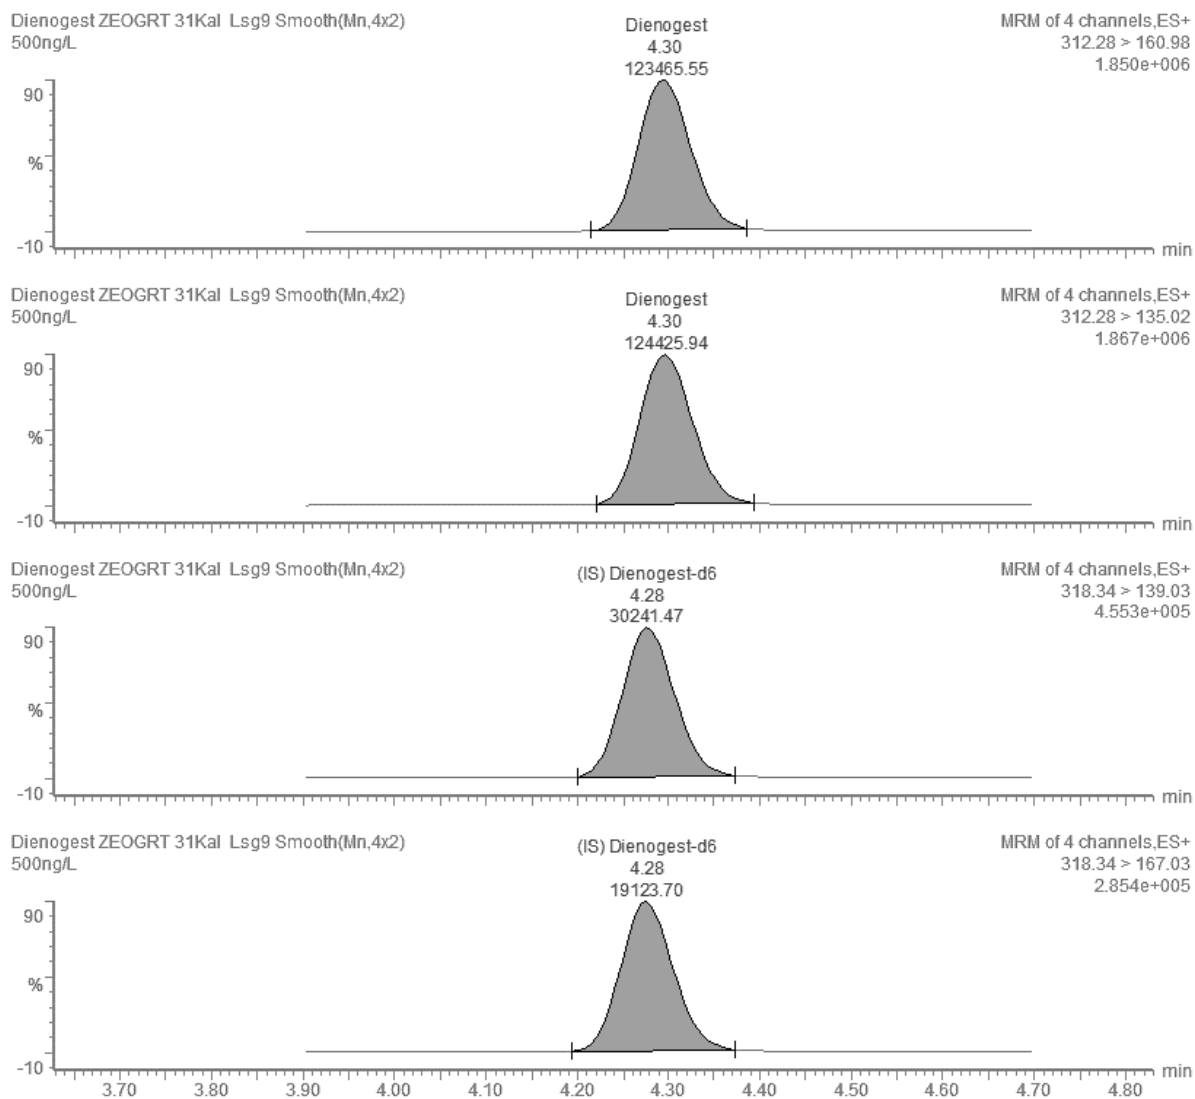 Dienogest ZEOGRT 31Kal Lsg9 Smooth(Mn,4x2)
500ng/L
MRM of 4 channels,ES+
312.28 > 160.98
1.850e+006
Dienogest
4.30
123465.55
90
%
-10
min
Dienogest ZEOGRT 31Kal Lsg9 Smooth(Mn,4x2)
500ng/L
MRM of 4 channels,ES+
312.28 > 135.02
1.867e+006
Dienogest
4.30
124425.94
90
%
-10
min
Dienogest ZEOGRT 31Kal Lsg9 Smooth(Mn,4x2)
500ng/L
MRM of 4 channels,ES+
318.34 > 139.03
4.553e+005
(IS) Dienogest-d6
4.28
30241.47
90
%
-10
min
Dienogest ZEOGRT 31Kal Lsg9 Smooth(Mn,4x2)
500ng/L
MRM of 4 channels,ES+
318.34 > 167.03
2.854e+005
(IS) Dienogest-d6
4.28
19123.70
90
%
-10
min
3.70 3.80 3.90 4.00 4.10 4.20 4.30 4.40 4.50 4.60 4.70 4.80